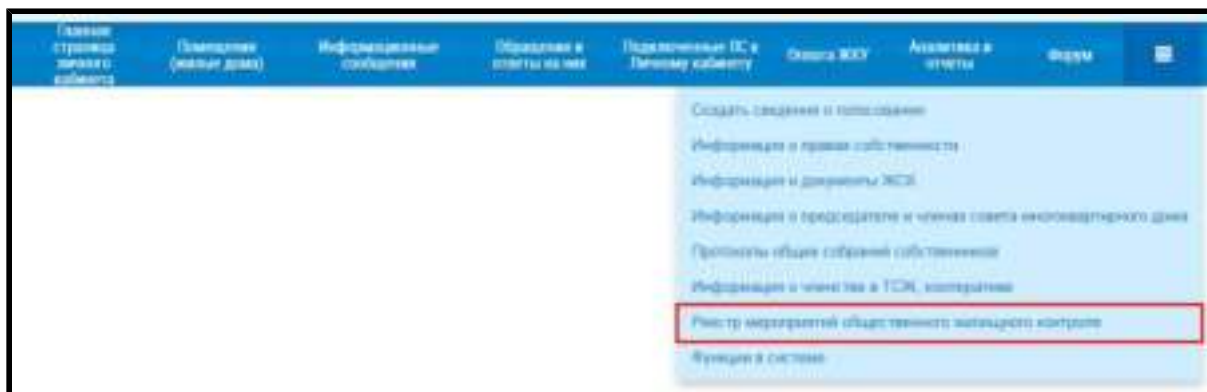 Главная
страница
личного
кабинета
Помещения
(жилые дома)
Информационные
сообщения
Обращения и
ответы на них
Подключенные ЛС к
Личному кабинету
Оплата ЖКУ
Аналитика и
отчеты
Форум
Создать сведения о голосовании
Информация о правах собственности
Информация и документы ЖСК
Информация о председателе и членах совета многоквартирного дома
Протоколы общих собраний собственников
Информация о членстве в ТСЖ, кооперативе
Реестр мероприятий общественного жилищного контроля
Функции в системе